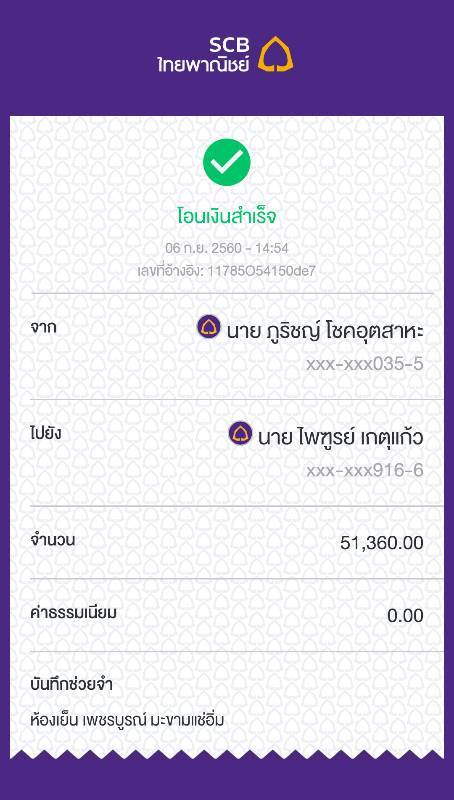 SCB
ไทยพาณิชย์
โอนเงินสำเร็จ
06 ก.ย. 2560 - 14:54
เลขที่อ้างอิง: 11785O54150de7
จาก
นาย ภูริชญ์ โชคอุตสาหะ
xxx-xxx035-5
ไปยัง
นาย ไพฑูรย์ เกตุแก้ว
xxx-xxx916-6
จำนวน
51,360.00
ค่าธรรมเนียม
0.00
บันทึกช่วยจำ
ห้องเย็น เพชรบูรณ์ มะขามแช่อิ่ม